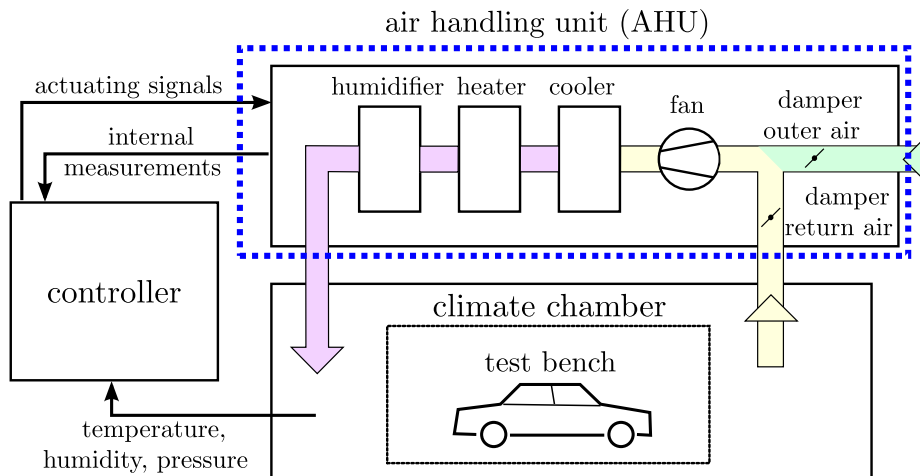 air handling unit (AHU)
actuating signals
humidifier
heater
cooler
fan
damper
outer air
internal
measurements
damper
return air
controller
climate chamber
test bench
temperature,
humidity, pressure